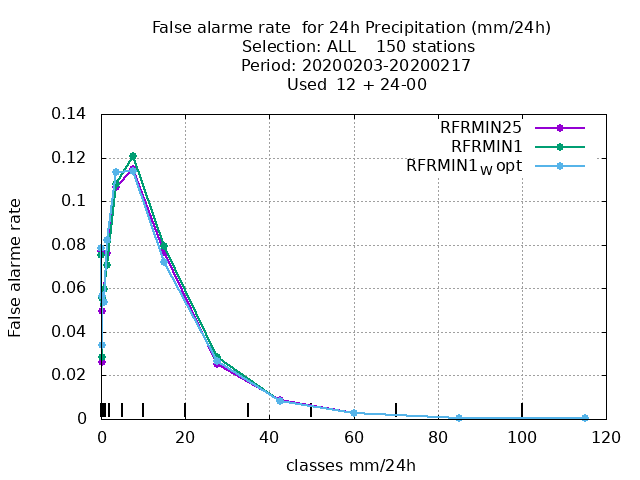 False alarme rate  for 24h Precipitation (mm/24h)
Selection: ALL    150 stations
Period: 20200203-20200217
Used  12 + 24-00
RFRMIN25
RFRMIN1
RFRMIN1W opt
0.14
0.12
0.1
0.08
0.06
0.04
0.02
0
False alarme rate
0 20 40 60 80 100 120
classes mm/24h